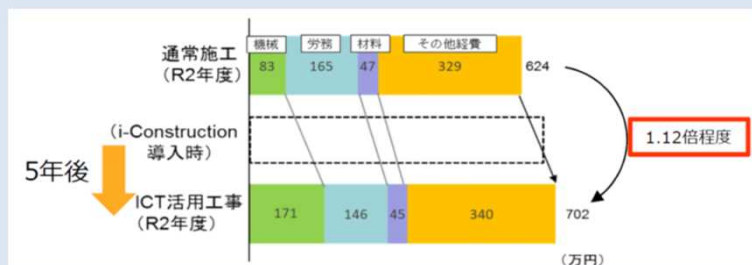 機械 労務 材料 その他経費
通常施工
(R2年度)
83 165 47 329 624
(i-Construction
導入時)
1.12倍程度
5年後
ICT活用工事
(R2年度)
171 146 45 340 702
(万円)